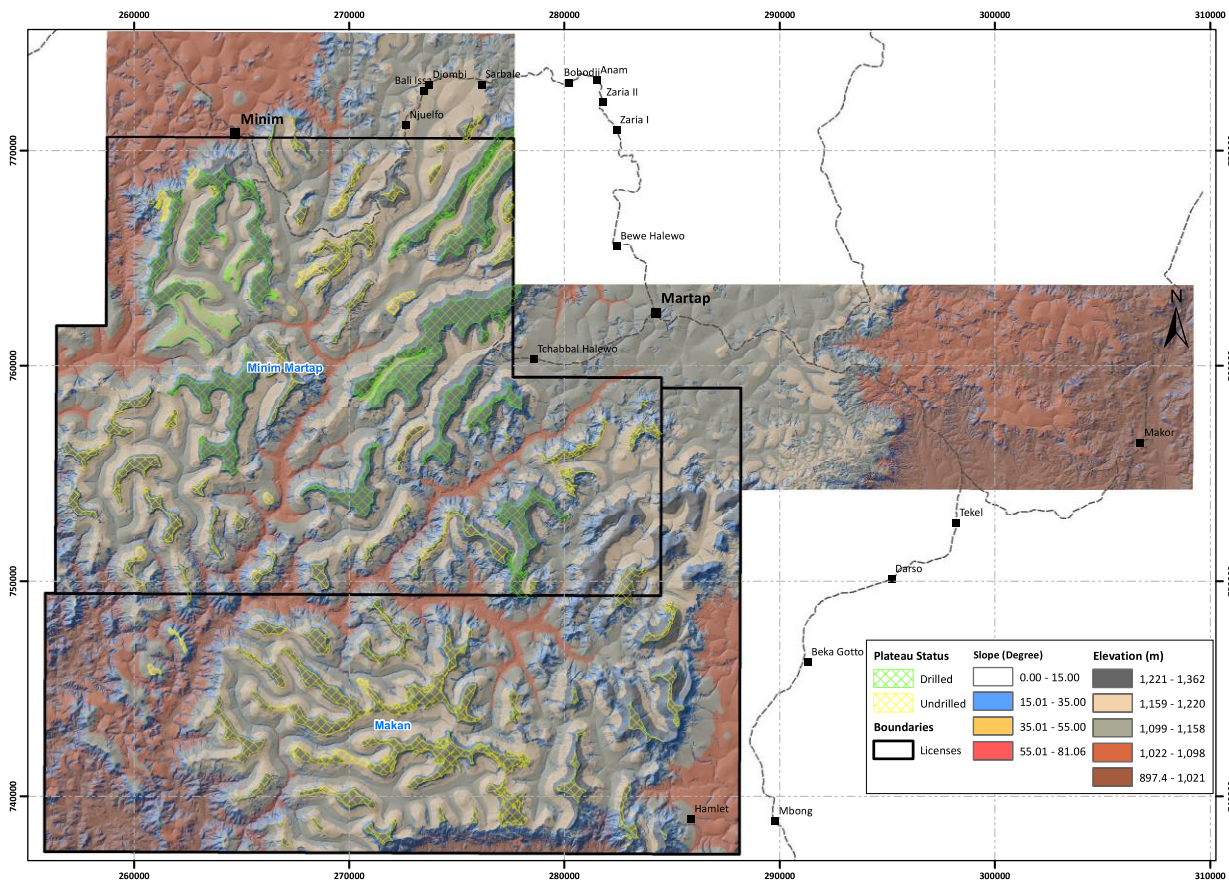 260000 270000 280000 290000 300000 310000
Bali Issa Djombi Sarbale Bobodji Anam
Zaria II
Njuelfo
Minim
Zaria I
770000
Bewe Halewo
Martap
N
Tchabbal Halewo
760000
Minim Martap
Makor
Tekel
Darso
750000
Beka Gotto
Makan
Hamlet
Mbong
740000
Plateau Status
Drilled
Undrilled
Boundaries
Licenses
Slope (Degree)
0.00 - 15.00
15.01 - 35.00
35.01 - 55.00
55.01 - 81.06
Elevation (m)
1,221 - 1,362
1,159 - 1,220
1,099 - 1,158
1,022 - 1,098
897.4 - 1,021
260000 270000 280000 290000 300000 310000